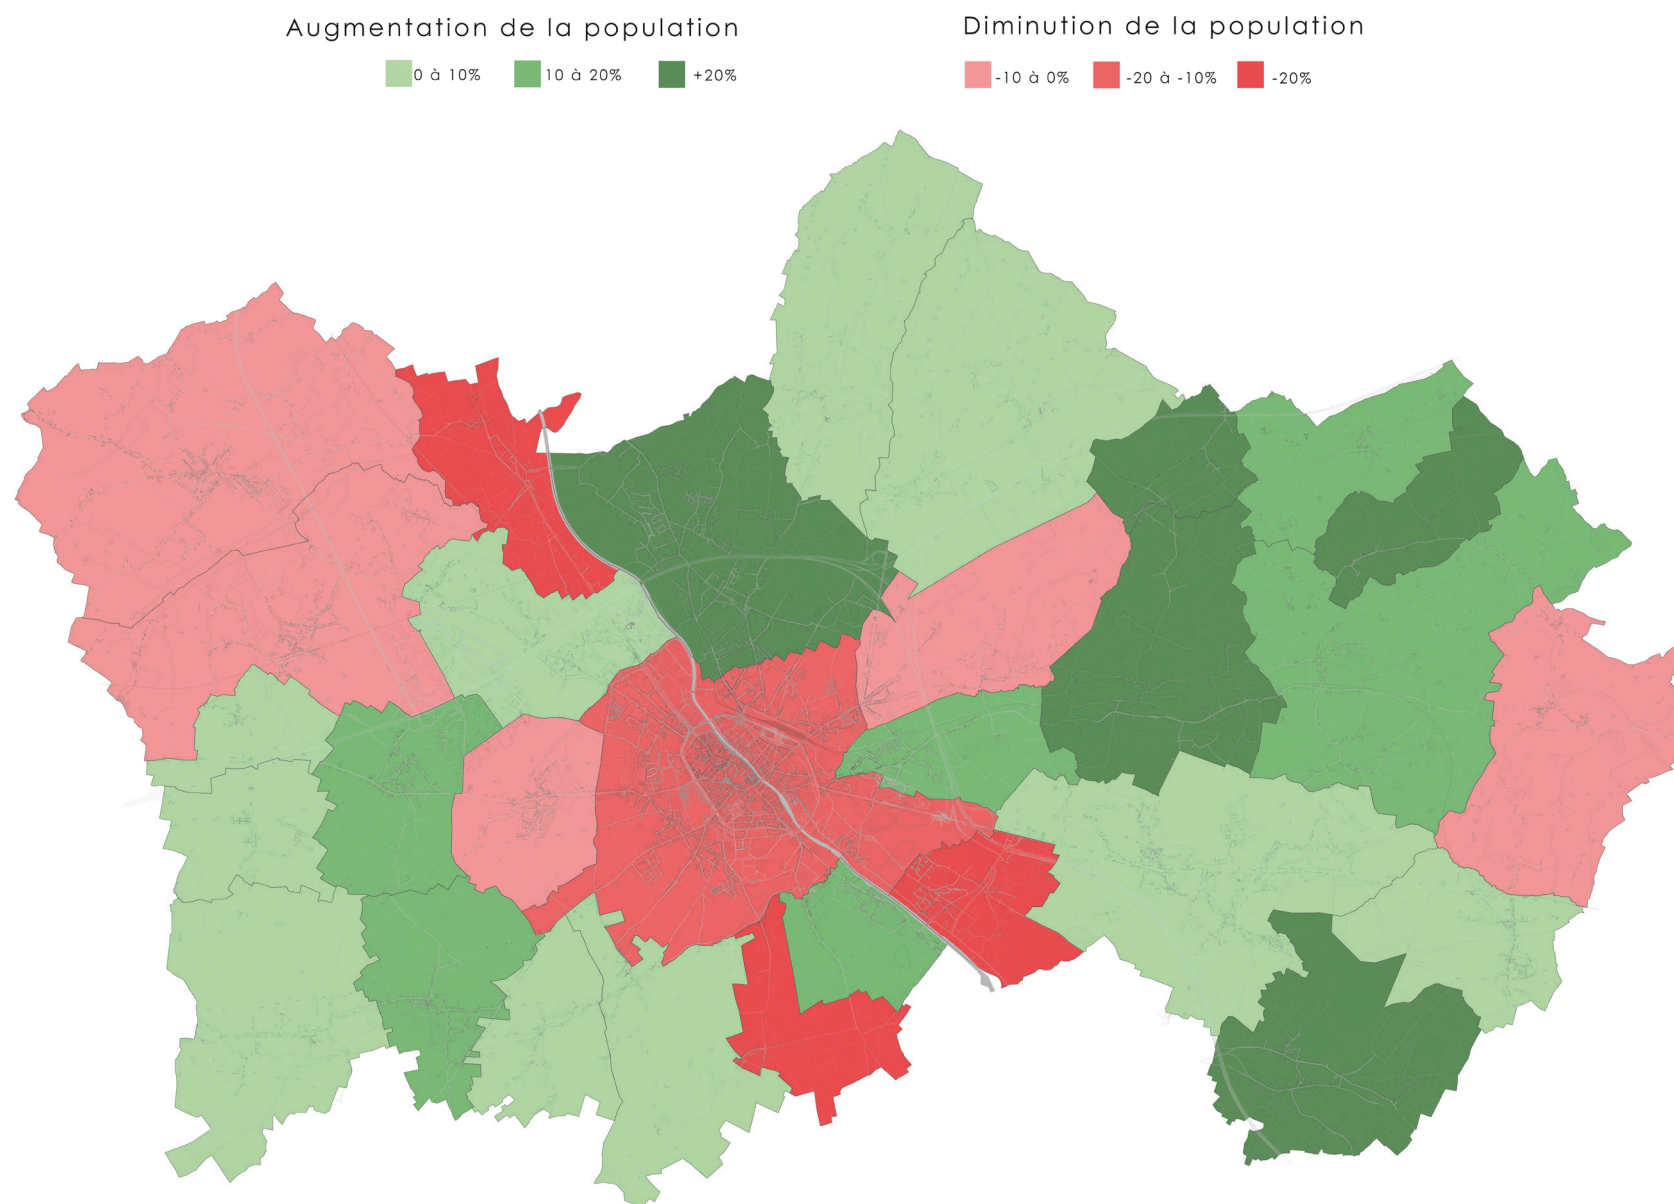 Augmentation de la population
0 à 10%
10 à 20%
+20%
Diminution de la population
-10 à 0%
-20 à -10%
-20%